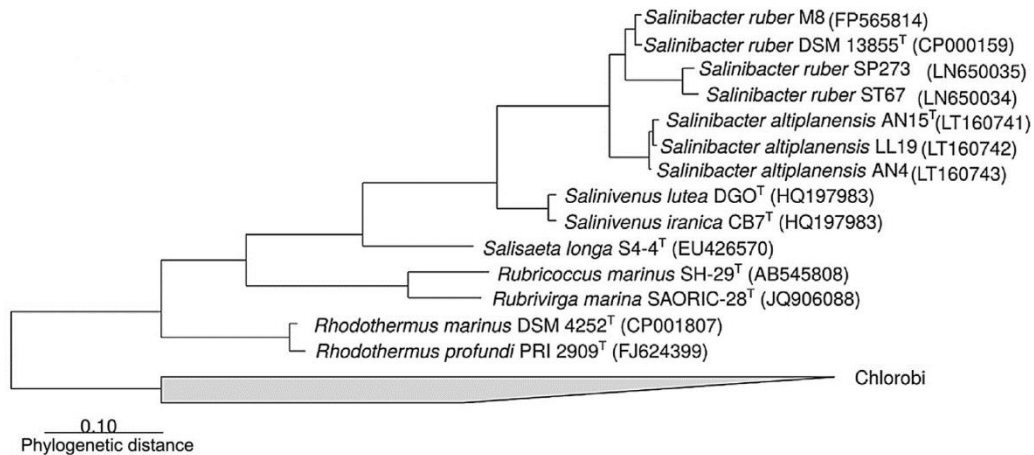 Salinibacter ruber M8 (FP565814)
Salinibacter ruber DSM 13855ᵀ (CP000159)
Salinibacter ruber SP273 (LN650035)
Salinibacter ruber ST67 (LN650034)
Salinibacter altiplanensis AN15ᵀ (LT160741)
Salinibacter altiplanensis LL19 (LT160742)
Salinibacter altiplanensis AN4 (LT160743)
Salinivenus lutea DGOᵀ (HQ197983)
Salinivenus iranica CB7ᵀ (HQ197983)
Salisaeta longa S4-4ᵀ (EU426570)
Rubricoccus marinus SH-29ᵀ (AB545808)
Rubrivirga marina SAORIC-28ᵀ (JQ906088)
Rhodothermus marinus DSM 4252ᵀ (CP001807)
Rhodothermus profundi PRI 2909ᵀ (FJ624399)
Chlorobi
0.10
Phylogenetic distance